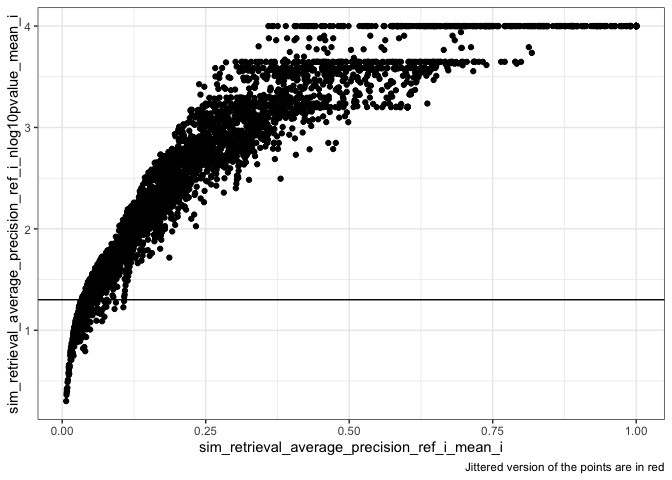 sim_retrieval_average_precision_ref_i_nlog10pvalue_mean_i
4
3
2
1
0.00 0.25 0.50 0.75 1.00
sim_retrieval_average_precision_ref_i_mean_i
Jittered version of the points are in red